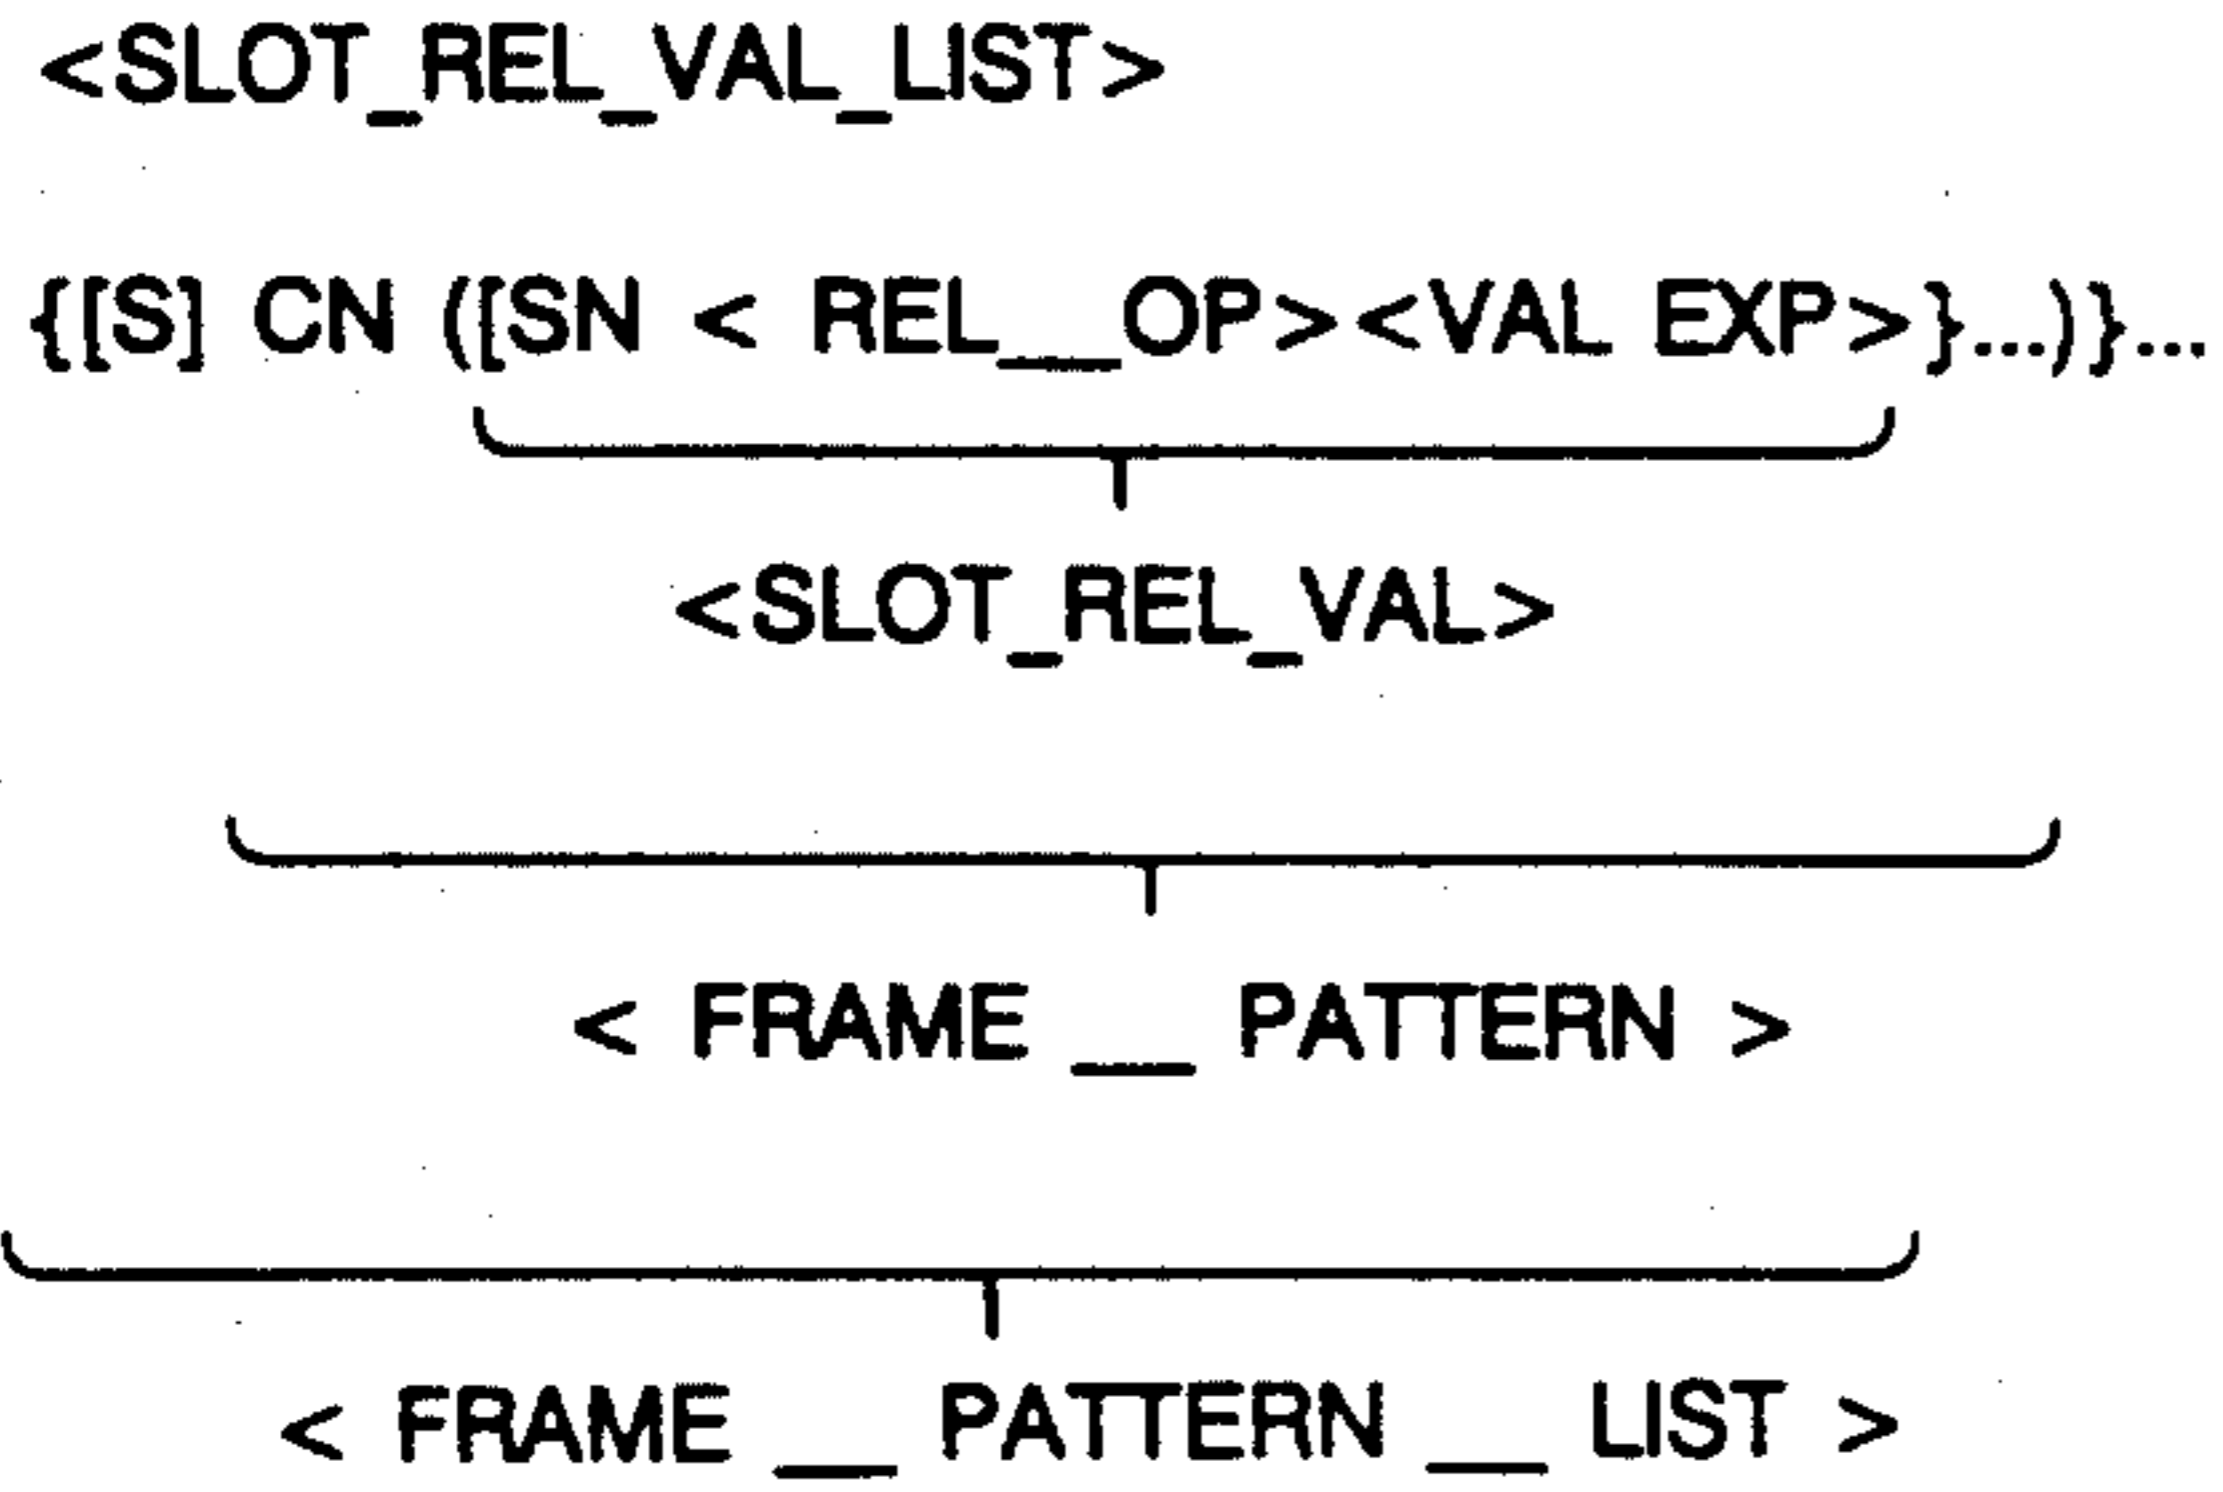 <SLOT_REL_VAL_LIST>
{[S] CN ([SN < REL__OP><VAL EXP>}...)}...
<SLOT_REL_VAL>
< FRAME __ PATTERN >
< FRAME __ PATTERN __ LIST >